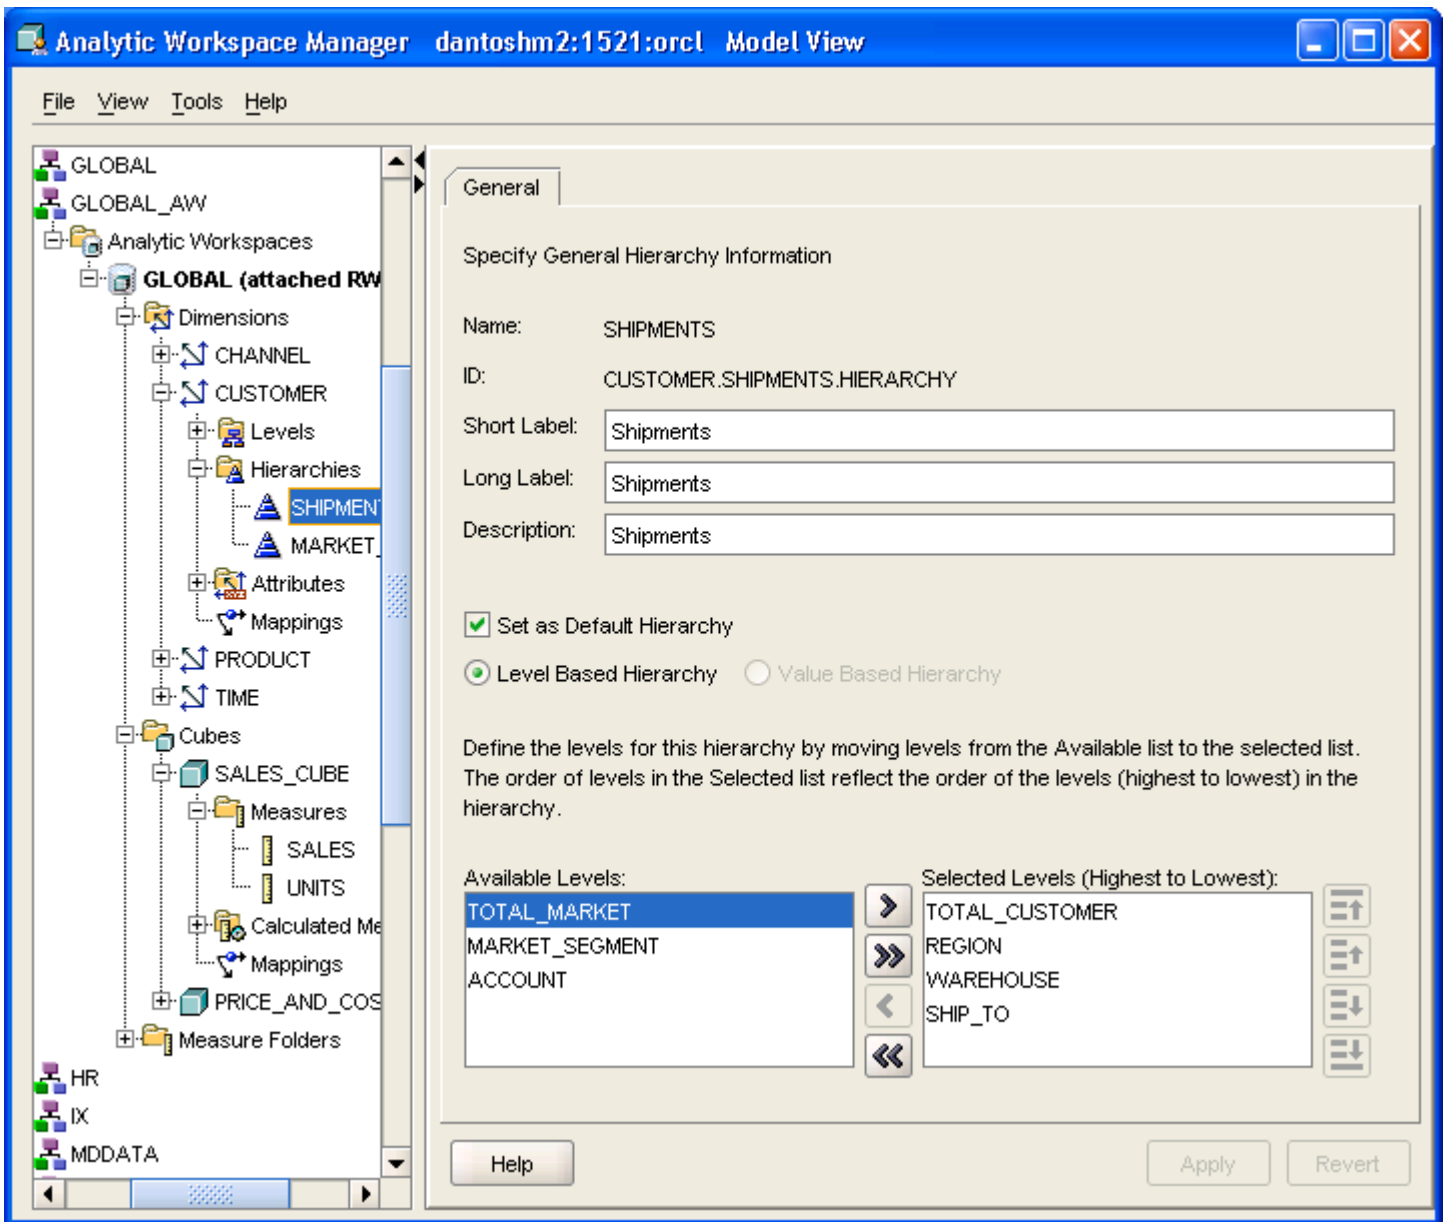 Analytic Workspace Manager dantoshm2:1521:orcl Model View
File View Tools Help
GLOBAL
GLOBAL_AW
Analytic Workspaces
GLOBAL (attached RW
Dimensions
CHANNEL
CUSTOMER
Levels
Hierarchies
SHIPMEN
MARKET_
Attributes
Mappings
PRODUCT
TIME
Cubes
SALES_CUBE
Measures
SALES
UNITS
Calculated Me
Mappings
PRICE_AND_COS
Measure Folders
HR
IX
MDDATA
General
Specify General Hierarchy Information
Name: SHIPMENTS
ID: CUSTOMER.SHIPMENTS.HIERARCHY
Short Label: Shipments
Long Label: Shipments
Description: Shipments
Set as Default Hierarchy
Level Based Hierarchy Value Based Hierarchy
Define the levels for this hierarchy by moving levels from the Available list to the selected list.
The order of levels in the Selected list reflect the order of the levels (highest to lowest) in the
hierarchy.
Available Levels:
TOTAL_MARKET
MARKET_SEGMENT
ACCOUNT
Selected Levels (Highest to Lowest):
TOTAL_CUSTOMER
REGION
WAREHOUSE
SHIP_TO
Help Apply Revert